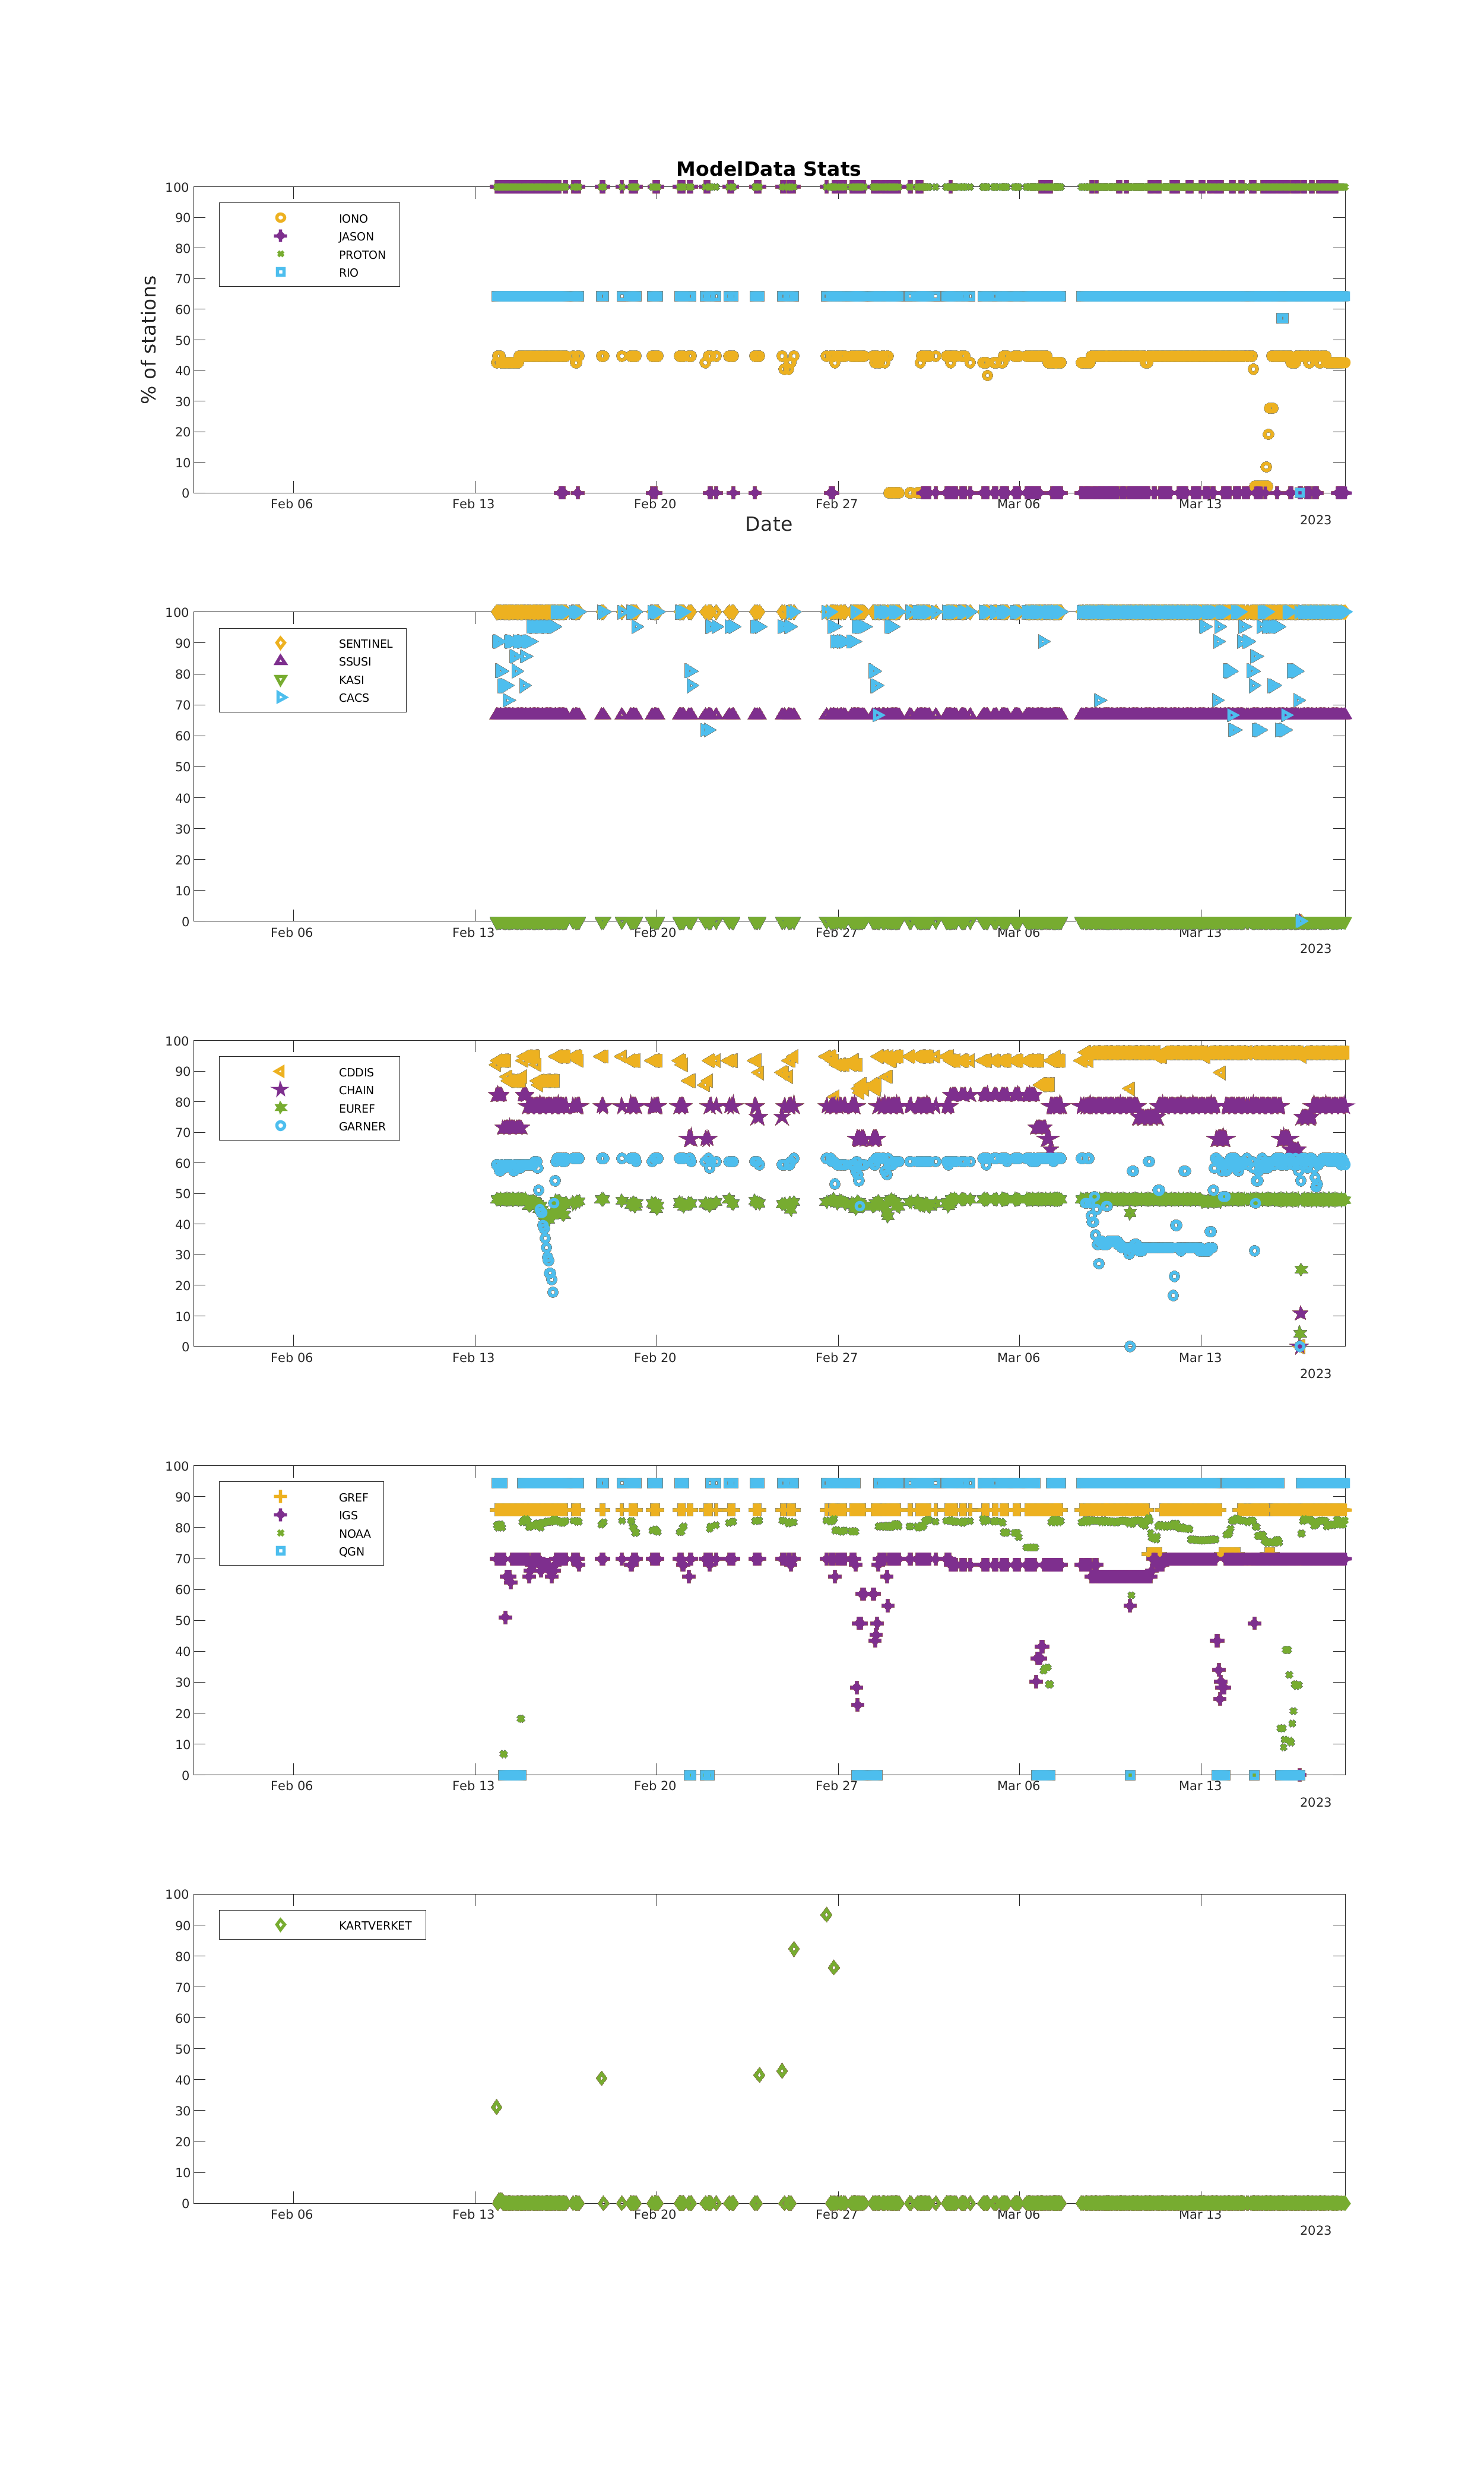 ModelData Stats
100
90
80
70
60
50
40
30
20
10
0
% of stations
IONO
JASON
PROTON
RIO
Feb 06
Feb 13
Feb 20
Feb 27
Mar 06
Mar 13
2023
Date
100
90
80
70
60
50
40
30
20
10
0
SENTINEL
SSUSI
KASI
CACS
Feb 06
Feb 13
Feb 20
Feb 27
Mar 06
Mar 13
2023
100
90
80
70
60
50
40
30
20
10
0
CDDIS
CHAIN
EUREF
GARNER
Feb 06
Feb 13
Feb 20
Feb 27
Mar 06
Mar 13
2023
100
90
80
70
60
50
40
30
20
10
0
GREF
IGS
NOAA
QGN
Feb 06
Feb 13
Feb 20
Feb 27
Mar 06
Mar 13
2023
100
90
80
70
60
50
40
30
20
10
0
KARTVERKET
Feb 06
Feb 13
Feb 20
Feb 27
Mar 06
Mar 13
2023